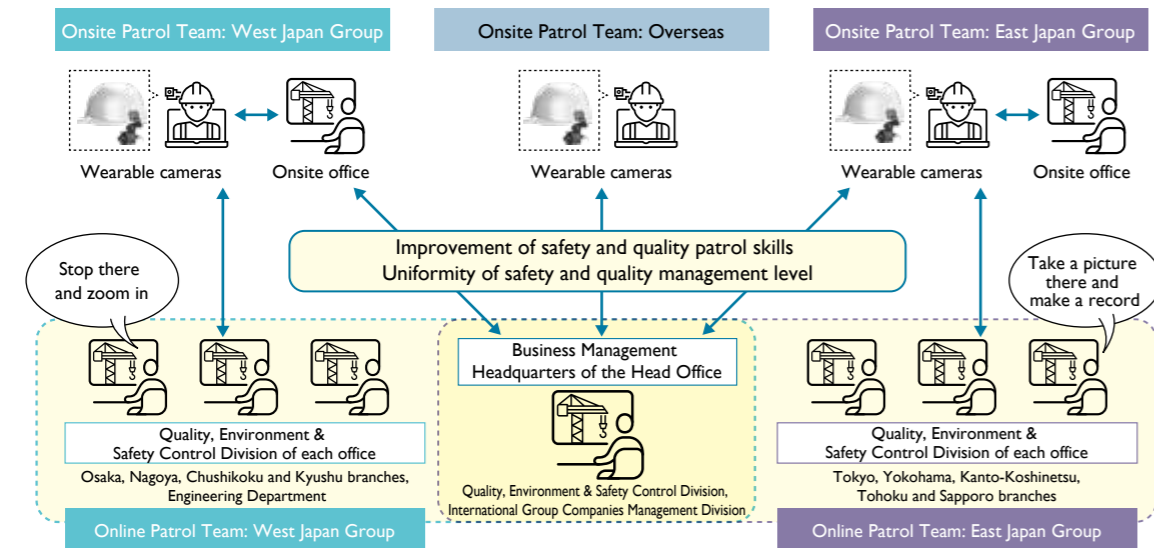 Onsite Patrol Team: West Japan Group
Onsite Patrol Team: Overseas
Onsite Patrol Team: East Japan Group
Wearable cameras
Onsite office
Wearable cameras
Wearable cameras
Onsite office
Improvement of safety and quality patrol skills
Uniformity of safety and quality management level
Stop there
and zoom in
Take a picture
there and
make a record
Quality, Environment &
Safety Control Division of each office
Osaka, Nagoya, Chushikoku and Kyushu branches,
Engineering Department
Online Patrol Team: West Japan Group
Business Management
Headquarters of the Head Office
Quality, Environment & Safety Control Division,
International Group Companies Management Division
Quality, Environment &
Safety Control Division of each office
Tokyo, Yokohama, Kanto-Koshinetsu,
Tohoku and Sapporo branches
Online Patrol Team: East Japan Group